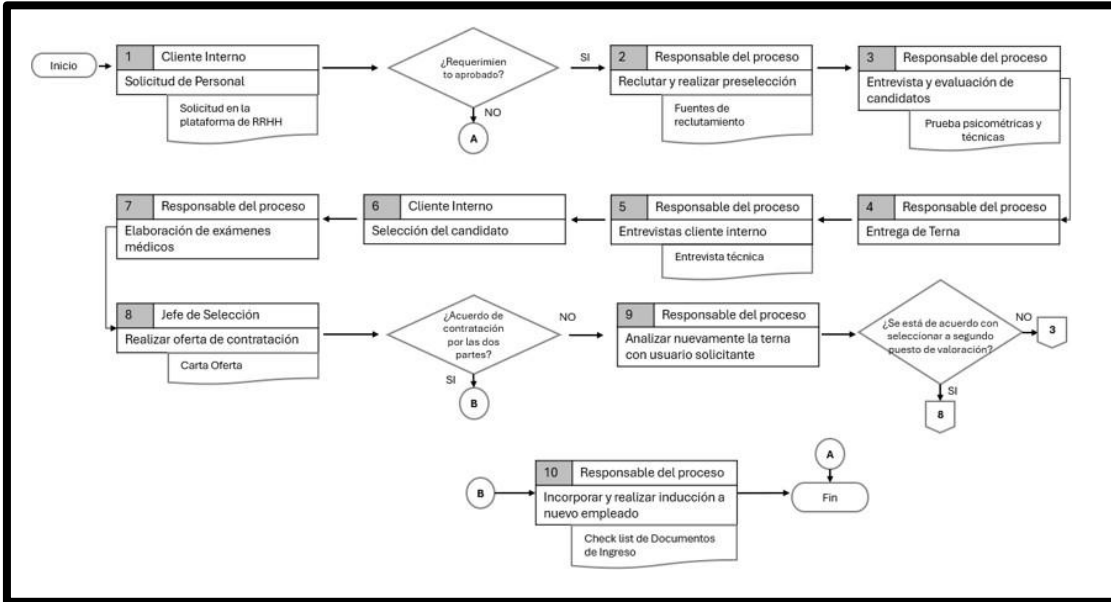 Inicio
1
Cliente Interno
Solicitud de Personal
Solicitud en la
plataforma de RRHH
¿Requerimien
to aprobado?
SI
NO
A
2
Responsable del proceso
Reclutar y realizar preselección
Fuentes de
reclutamiento
3
Responsable del proceso
Entrevista y evaluación de
candidatos
Prueba psicométricas y
técnicas
7
Responsable del proceso
Elaboración de exámenes
médicos
6
Cliente Interno
Selección del candidato
5
Responsable del proceso
Entrevistas cliente interno
Entrevista técnica
4
Responsable del proceso
Entrega de Terna
8
Jefe de Selección
Realizar oferta de contratación
Carta Oferta
¿Acuerdo de
contratación
por las dos
partes?
NO
SI
B
9
Responsable del proceso
Analizar nuevamente la terna
con usuario solicitante
¿Se está de acuerdo con
seleccionar a segundo
puesto de valoración?
NO
3
SI
8
B
10
Responsable del proceso
Incorporar y realizar inducción a
nuevo empleado
Check list de Documentos
de Ingreso
A
Fin